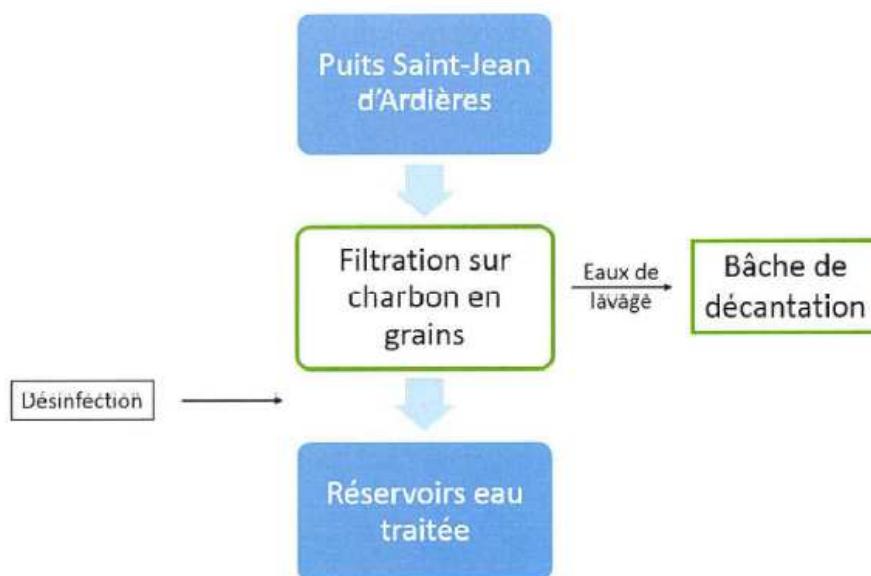 Puits Saint-Jean
d'Ardières
Filtration sur
charbon en
grains
Eaux de
lavage
Bâche de
décantation
Désinfection
Réservoirs eau
traitée